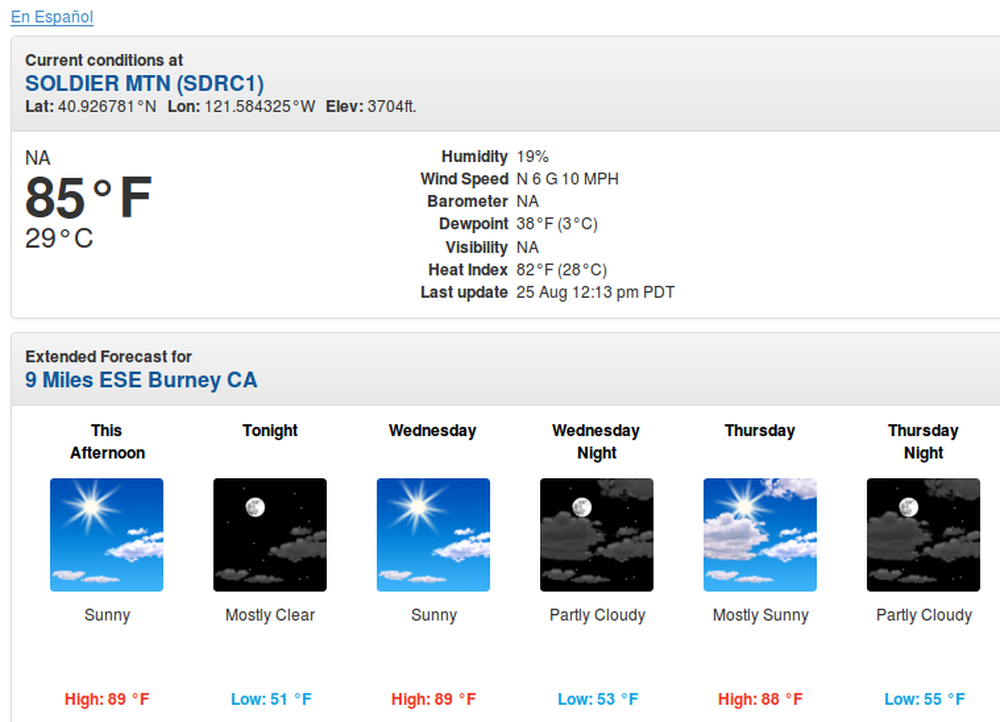 En Español
Current conditions at
SOLDIER MTN (SDRC1)
Lat: 40.926781°N Lon: 121.584325°W Elev: 3704ft.
NA
85°F
29°C
Humidity 19%
Wind Speed N 6 G 10 MPH
Barometer NA
Dewpoint 38°F (3°C)
Visibility NA
Heat Index 82°F (28°C)
Last update 25 Aug 12:13 pm PDT
Extended Forecast for
9 Miles ESE Burney CA
This Afternoon
Tonight
Wednesday
Wednesday Night
Thursday
Thursday Night
Sunny
Mostly Clear
Sunny
Partly Cloudy
Mostly Sunny
Partly Cloudy
High: 89 °F
Low: 51 °F
High: 89 °F
Low: 53 °F
High: 88 °F
Low: 55 °F